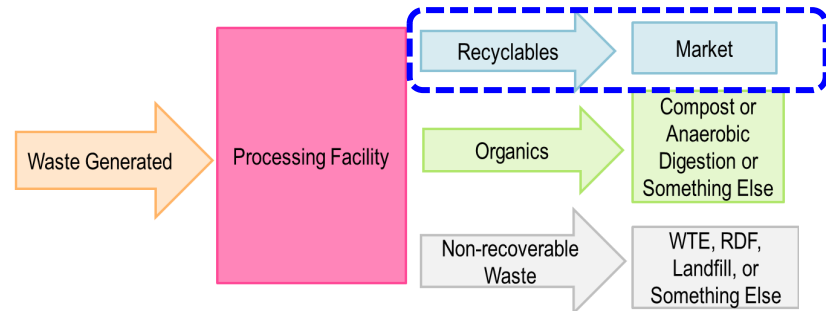 Waste Generated
Processing Facility
Recyclables
Market
Organics
Compost or
Anaerobic
Digestion or
Something Else
Non-recoverable
Waste
WTE, RDF,
Landfill, or
Something Else